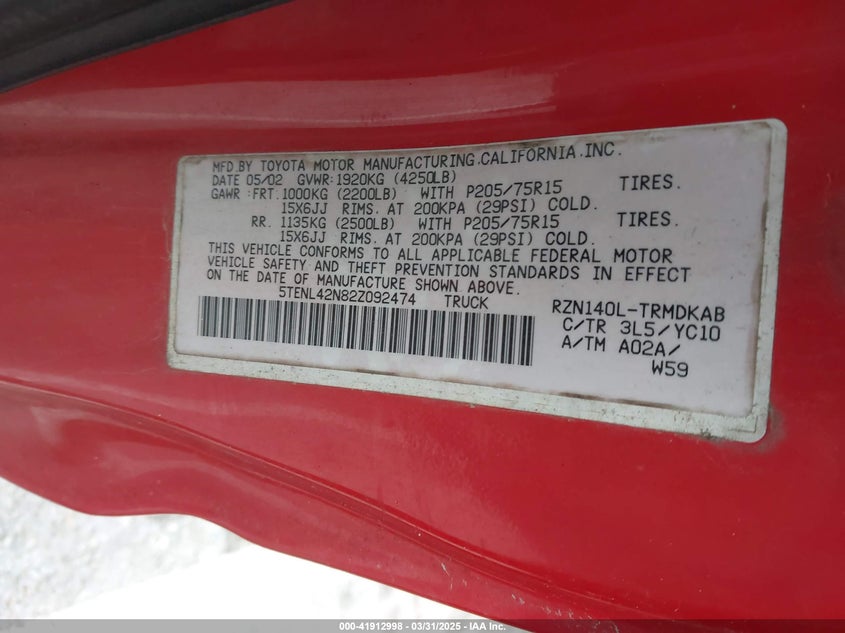 MFD.BY TOYOTA MOTOR MANUFACTURING.CALIFORNIA.INC.
DATE 05/02 GVWR:1920KG (4250LB)
GAWR :FRT.1000KG (2200LB) WITH P205/75R15 TIRES.
15X6JJ RIMS. AT 200KPA (29PSI) COLD.
RR. 1135KG (2500LB) WITH P205/75R15 TIRES.
15X6JJ RIMS. AT 200KPA (29PSI) COLD.
THIS VEHICLE CONFORMS TO ALL APPLICABLE FEDERAL MOTOR
VEHICLE SAFETY AND THEFT PREVENTION STANDARDS IN EFFECT
ON THE DATE OF MANUFACTURE SHOWN ABOVE.
5TENL42N82Z092474 TRUCK
RZN140L-TRMDKAB
C/TR 3L5/YC10
A/TM A02A/
W59
000-41912998 - 03/31/2025 - IAA Inc.